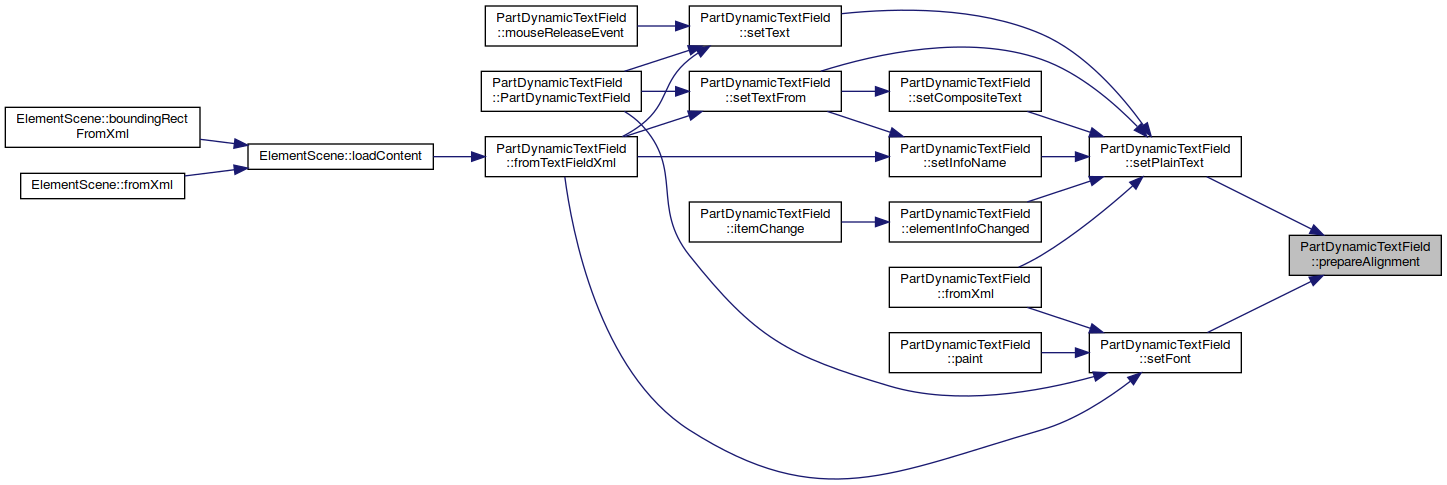 PartDynamicTextField
::mouseReleaseEvent
PartDynamicTextField
::setText
PartDynamicTextField
::PartDynamicTextField
PartDynamicTextField
::setTextFrom
PartDynamicTextField
::setCompositeText
ElementScene::boundingRect
FromXml
ElementScene::loadContent
ElementScene::fromXml
PartDynamicTextField
::fromTextFieldXml
PartDynamicTextField
::setInfoName
PartDynamicTextField
::setPlainText
PartDynamicTextField
::itemChange
PartDynamicTextField
::elementInfoChanged
PartDynamicTextField
::prepareAlignment
PartDynamicTextField
::fromXml
PartDynamicTextField
::paint
PartDynamicTextField
::setFont